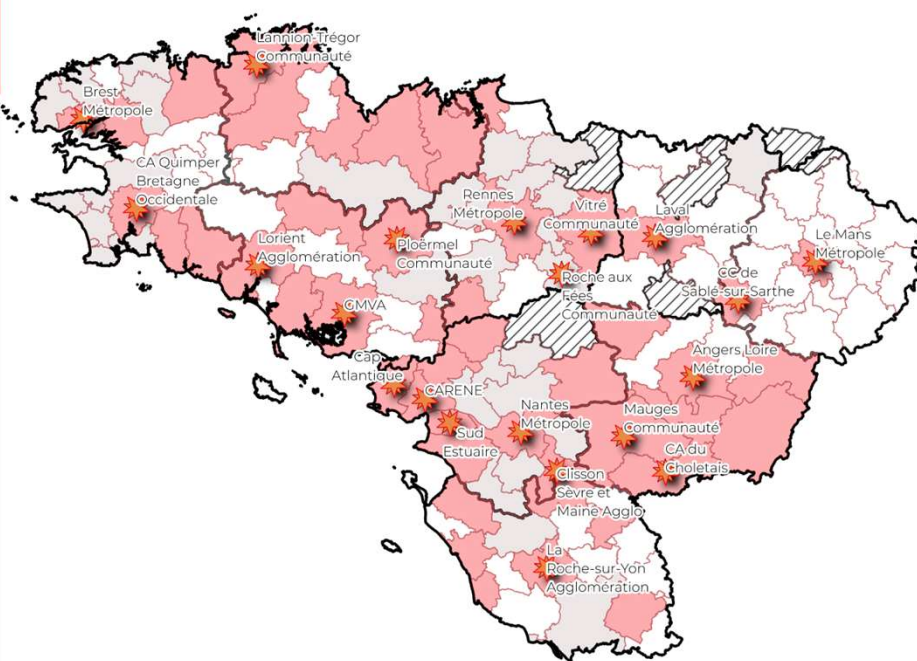 Lannion-Trégor
Communauté
Brest
Métropole
CA Quimper
Bretagne
Occidentale
Rennes
Métropole
Vitré
Communauté
Laval
Agglomération
Le Mans
Métropole
Lorient
Agglomération
Ploërmel
Communauté
Roche aux
Fées
Communauté
CC de
Sablé-sur-Sarthe
GMVA
Cap
Atlantique
CARENE
Angers Loire
Métropole
Nantes
Métropole
Mauges
Communauté
Sud
Estuaire
CA du
Choletais
Clisson
Sèvre et
Maine Agglo
La
Roche-sur-Yon
Agglomération